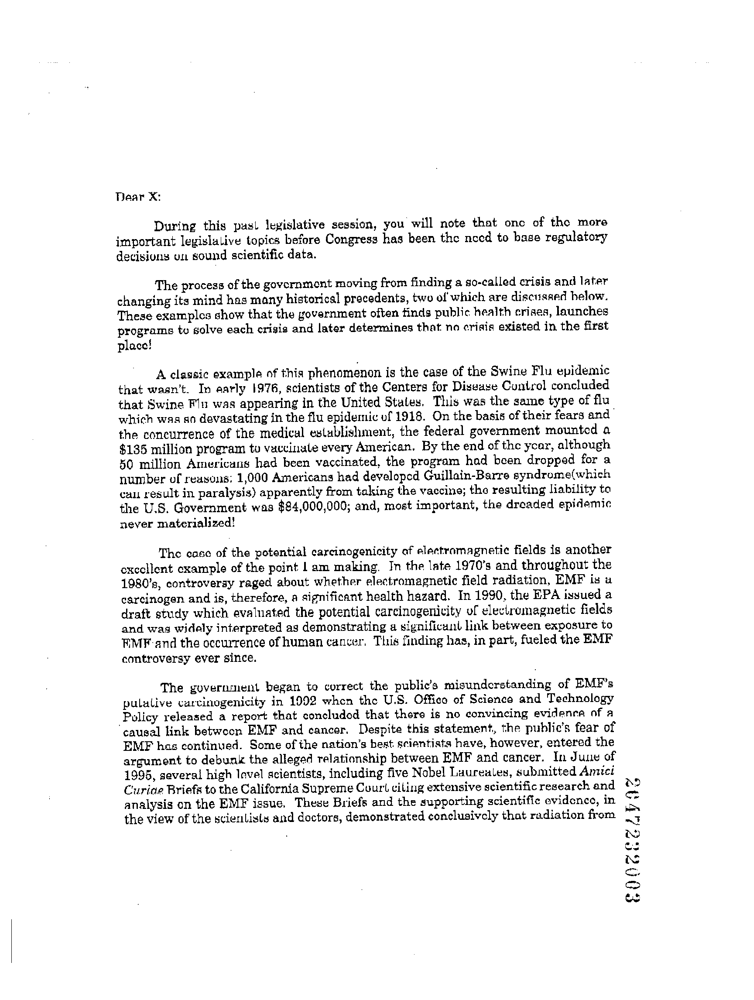 Dear X:
During this past legislative session, you will note that one of the more
important legislative topics before Congress has been the need to base regulatory
decisions on sound scientific data.
The process of the government moving from finding a so-called crisis and later
changing its mind has many historical precedents, two of which are discussed below.
These examples show that the government often finds public health crises, launches
programs to solve each crisis and later determines that no crisis existed in the first
place!
A classic example of this phenomenon is the case of the Swine Flu epidemic
that wasn't. In early 1976, scientists of the Centers for Disease Control concluded
that Swine Flu was appearing in the United States. This was the same type of flu
which was so devastating in the flu epidemic of 1918. On the basis of their fears and
the concurrence of the medical establishment, the federal government mounted a
$135 million program to vaccinate every American. By the end of the year, although
50 million Americans had been vaccinated, the program had been dropped for a
number of reasons: 1,000 Americans had developed Guillain-Barre syndrome(which
can result in paralysis) apparently from taking the vaccine; the resulting liability to
the U.S. Government was $84,000,000; and, most important, the dreaded epidemic
never materialized!
The case of the potential carcinogenicity of electromagnetic fields is another
excellent example of the point I am making. In the late 1970's and throughout the
1980's, controversy raged about whether electromagnetic field radiation, EMF is a
carcinogen and is, therefore, a significant health hazard. In 1990, the EPA issued a
draft study which evaluated the potential carcinogenicity of electromagnetic fields
and was widely interpreted as demonstrating a significant link between exposure to
EMF and the occurrence of human cancer. This finding has, in part, fueled the EMF
controversy ever since.
The government began to correct the public's misunderstanding of EMF's
putative carcinogenicity in 1992 when the U.S. Office of Science and Technology
Policy released a report that concluded that there is no convincing evidence of a
causal link between EMF and cancer. Despite this statement, the public's fear of
EMF has continued. Some of the nation's best scientists have, however, entered the
argument to debunk the alleged relationship between EMF and cancer. In June of
1995, several high level scientists, including five Nobel Laureates, submitted Amici
Curiae Briefs to the California Supreme Court citing extensive scientific research and
analysis on the EMF issue. These Briefs and the supporting scientific evidence, in
the view of the scientists and doctors, demonstrated conclusively that radiation from
2047232003